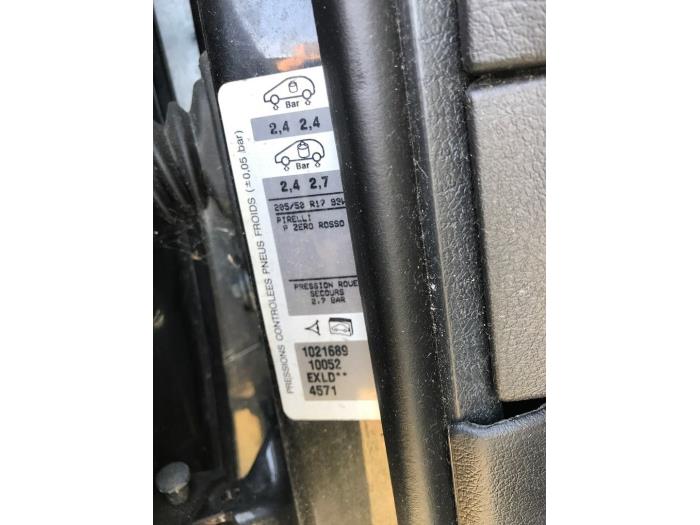 Bar
2,4 2,4
Bar
2,4 2,7
205/50 R17 93W
PIRELLI
P ZERO ROSSO
PRESSION ROUE
SECOURS
2.7 BAR
1021689
10052
EXLD**
4571
PRESSIONS CONTROLÉES PNEUS FROIDS (±0,05 bar)